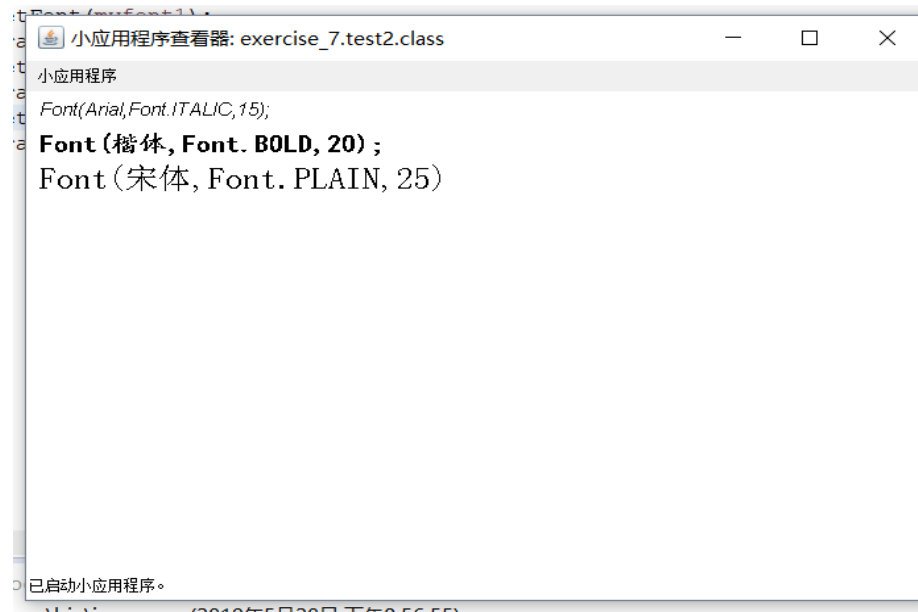 小应用程序查看器: exercise_7.test2.class
小应用程序
Font(Arial,Font.ITALIC,15);
Font(楷体,Font.BOLD,20);
Font(宋体,Font.PLAIN,25)
已启动小应用程序。